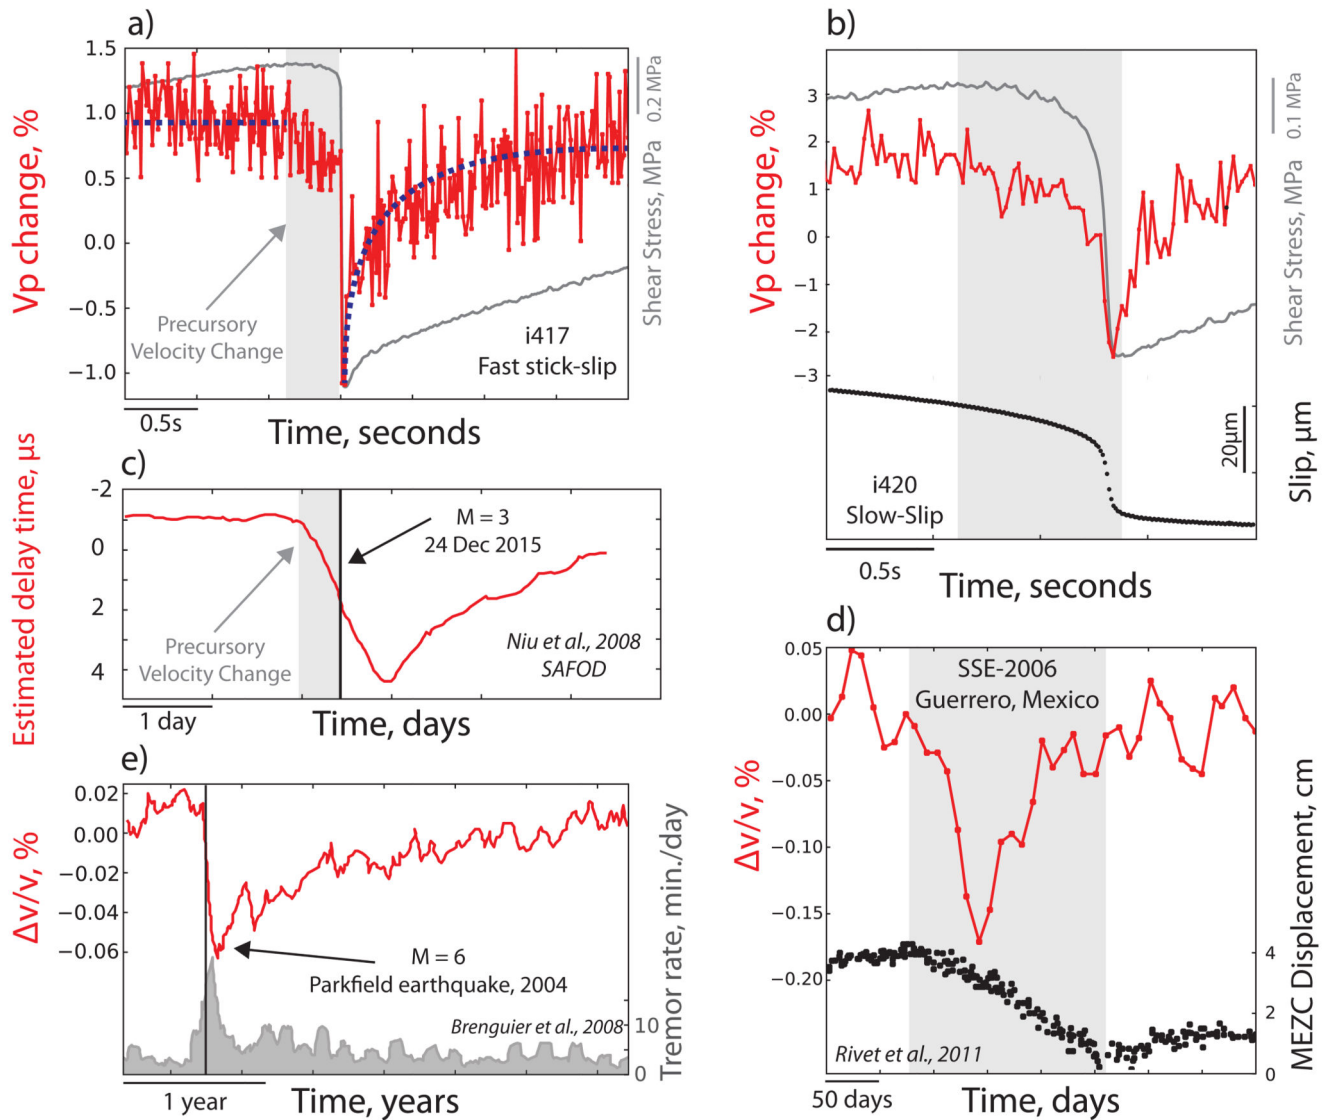 a)
1.5
1.0
0.5
0.0
−0.5
−1.0
Vp change, %
0.2 MPa
Shear Stress, MPa
Precursory
Velocity Change
i417
Fast stick-slip
0.5s
Time, seconds
b)
3
2
1
0
−1
−2
−3
Vp change, %
0.1 MPa
Shear Stress, MPa
20µm
Slip, µm
i420
Slow-Slip
0.5s
Time, seconds
c)
-2
0
2
4
Estimated delay time, µs
M = 3
24 Dec 2015
Precursory
Velocity Change
Niu et al., 2008
SAFOD
1 day
Time, days
d)
0.05
0.00
−0.05
−0.10
−0.15
−0.20
Δv/v, %
SSE-2006
Guerrero, Mexico
4
2
1
0
MEZC Displacement, cm
Rivet et al., 2011
50 days
Time, days
e)
0.02
0.00
−0.02
−0.04
−0.06
Δv/v, %
M = 6
Parkfield earthquake, 2004
Brenguier et al., 2008
10
0
Tremor rate, min./day
1 year
Time, years